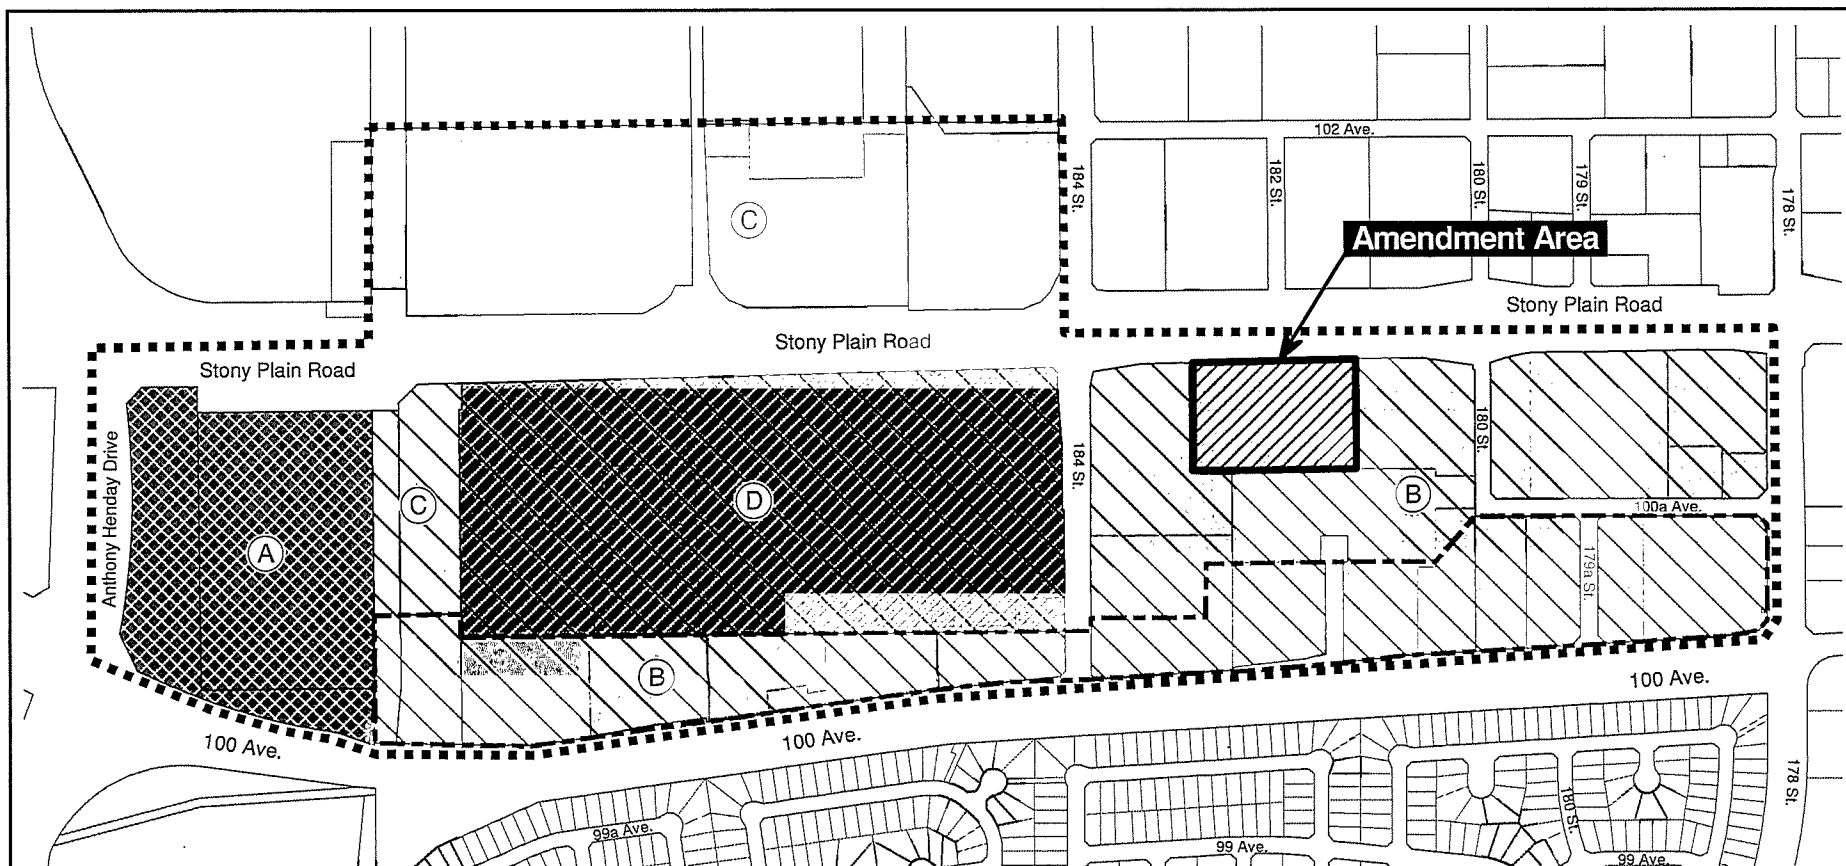 102 Ave.
184 St.
182 St.
180 St.
179 St.
178 St.
C
Amendment Area
Stony Plain Road
Stony Plain Road
Stony Plain Road
Anthony Henday Drive
A
C
D
184 St.
180 St.
B
100a Ave.
179a St.
B
100 Ave.
100 Ave.
100 Ave.
178 St.
180 St.
99a Ave.
99 Ave.
99 Ave.